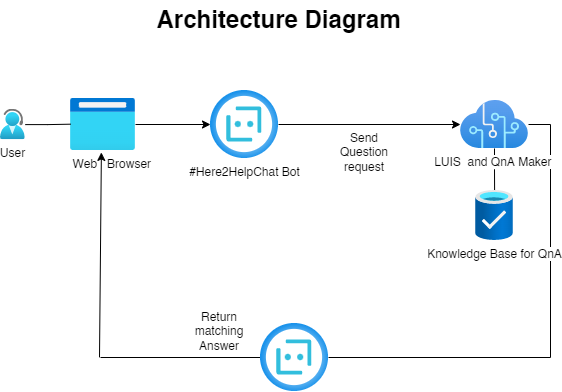 Architecture Diagram
User
Web Browser
#Here2HelpChat Bot
Send
Question
request
LUIS and QnA Maker
Knowledge Base for QnA
Return
matching
Answer